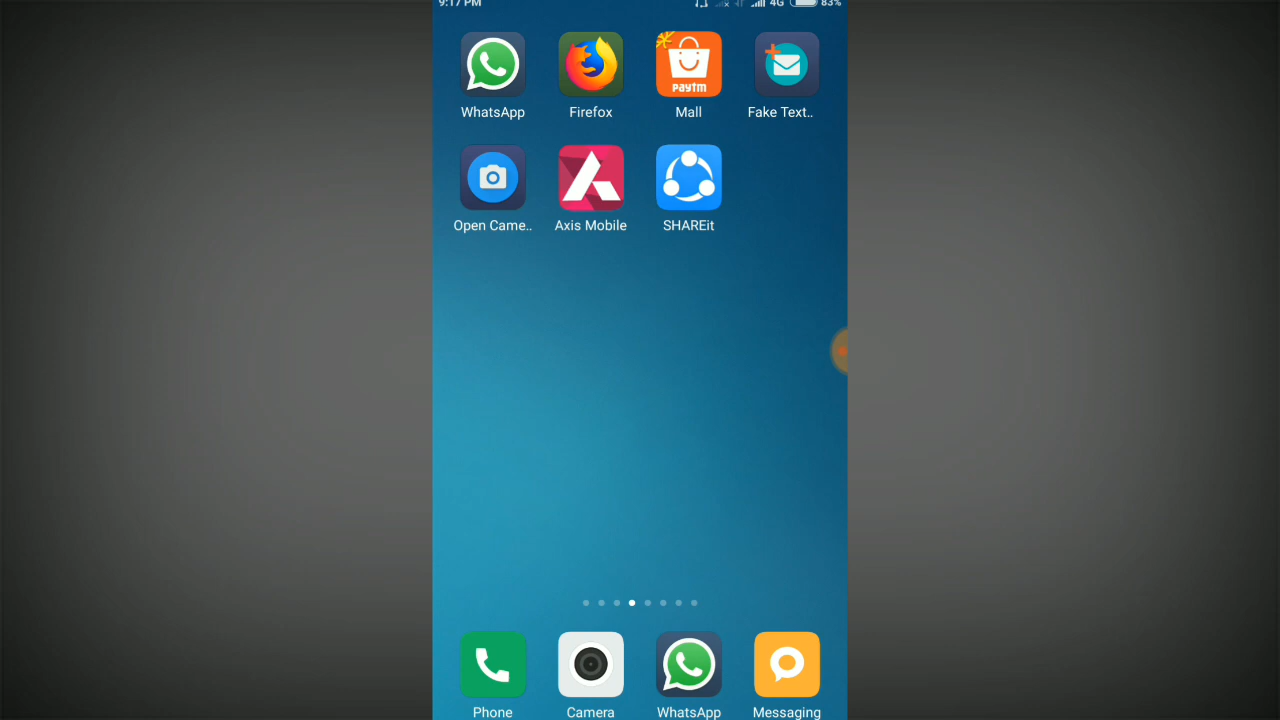 9:17 PM 4G 83%
paytm
WhatsApp Firefox Mall Fake Text..
Open Came.. Axis Mobile SHAREit
Phone Camera WhatsApp Messaging